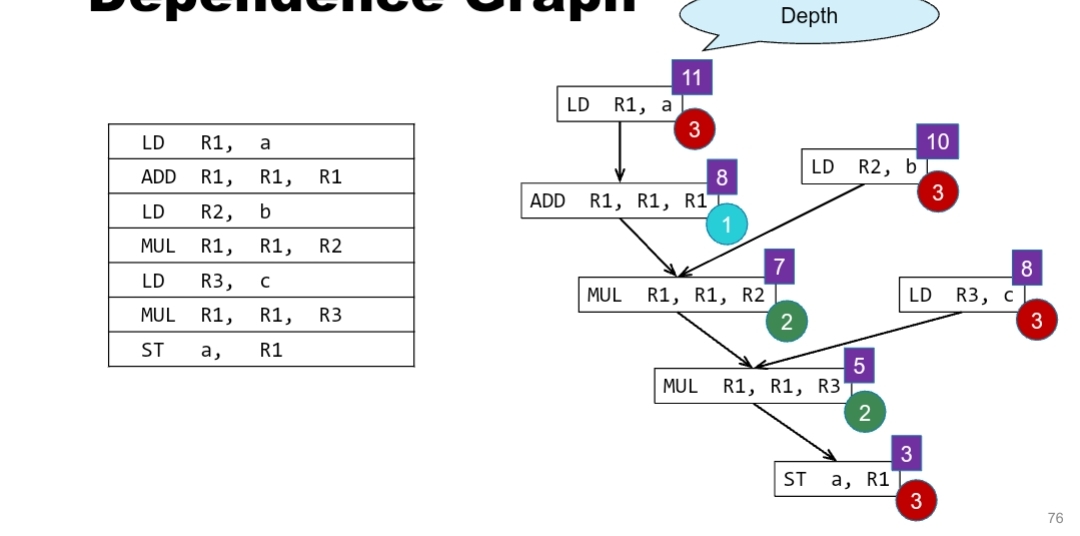 Dependence Graph
Depth
LD R1, a
ADD R1, R1, R1
LD R2, b
MUL R1, R1, R2
LD R3, c
MUL R1, R1, R3
ST a, R1
11
LD R1, a
3
10
LD R2, b
3
8
ADD R1, R1, R1
1
7
MUL R1, R1, R2
2
8
LD R3, c
3
5
MUL R1, R1, R3
2
3
ST a, R1
3
76